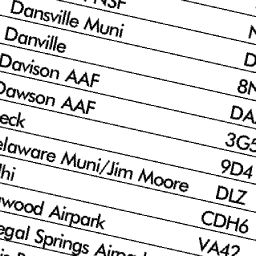 NSF
Dansville Muni N
Danville D
Davison AAF 8N
Dawson AAF DA
eck 3G5
elaware Muni/Jim Moore 9D4
lhi DLZ
wood Airpark CDH6
egal Springs VA42